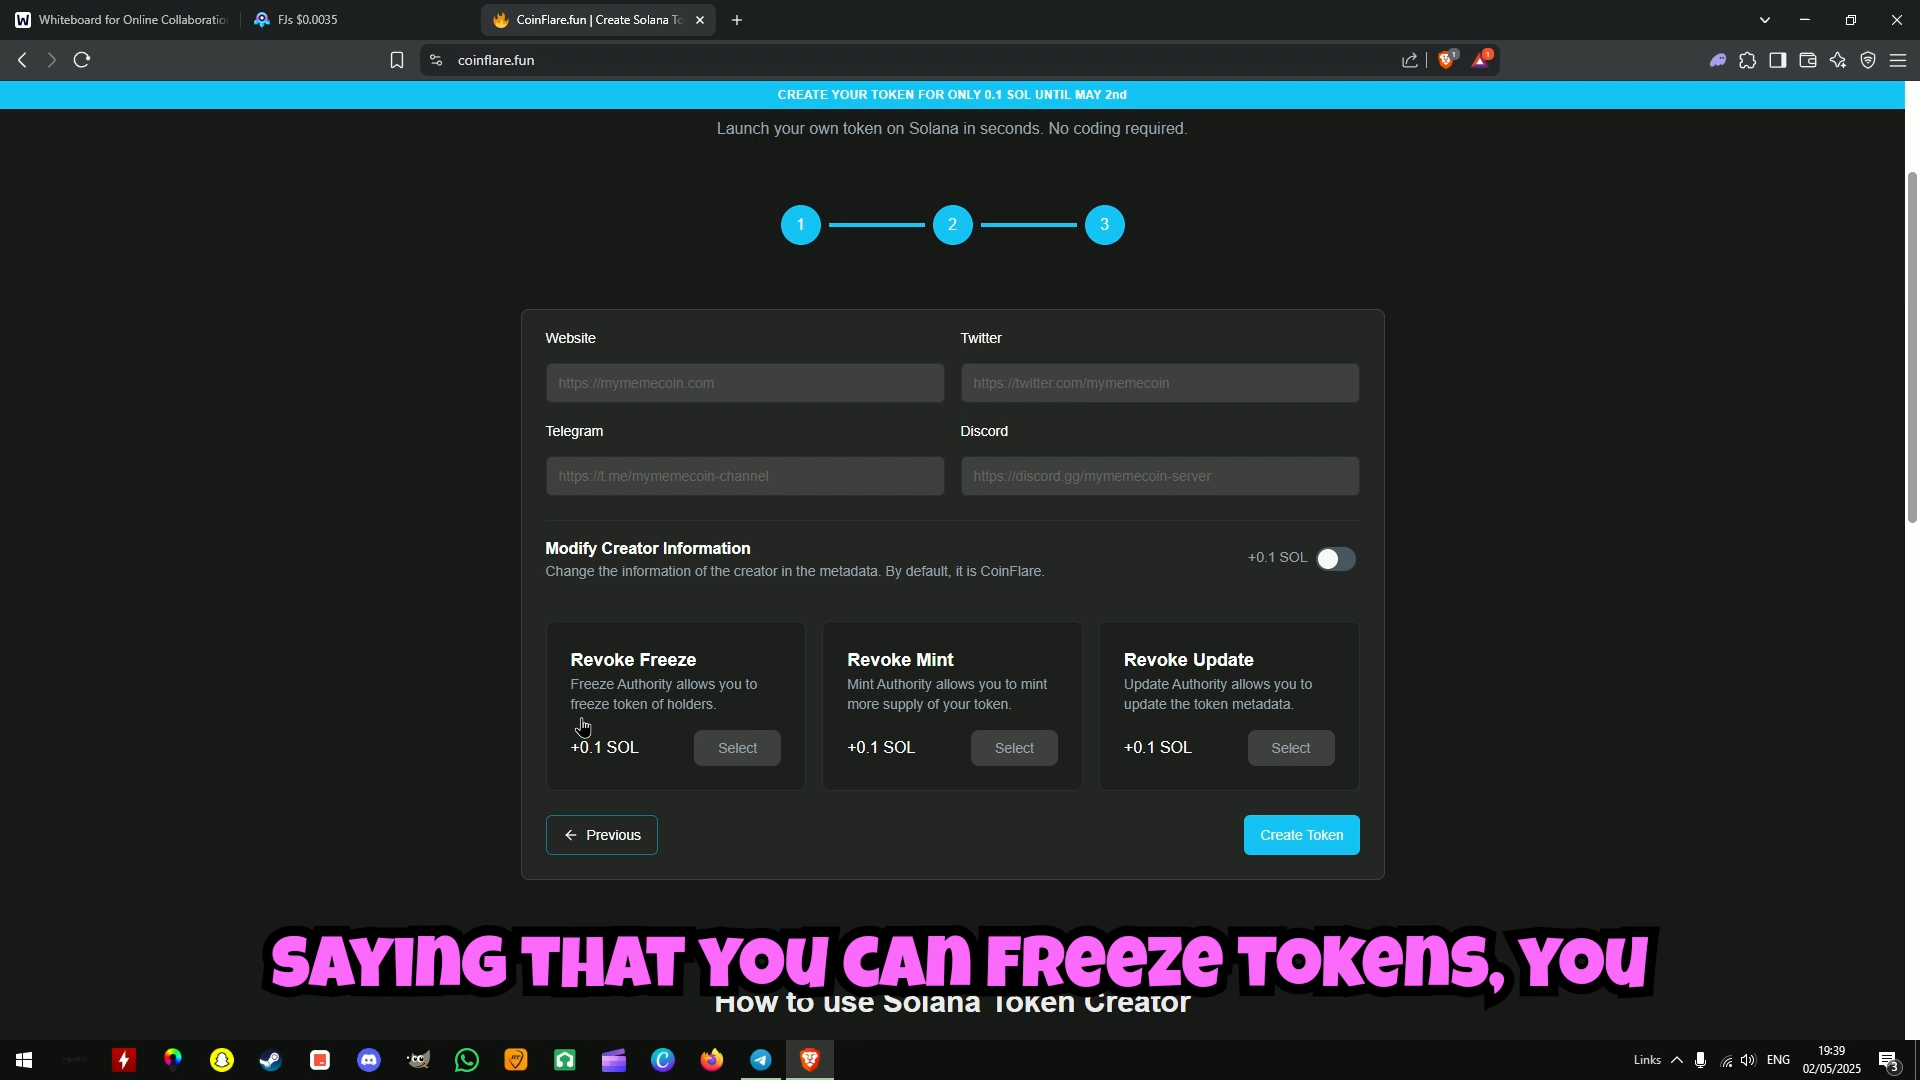 Whiteboard for Online Collaboration
FJs $0.0035
CoinFlare.fun | Create Solana To
coinflare.fun
1
1
CREATE YOUR TOKEN FOR ONLY 0.1 SOL UNTIL MAY 2nd
Launch your own token on Solana in seconds. No coding required.
1
2
3
Website
Twitter
https://mymemecoin.com
https://twitter.com/mymemecoin
Telegram
Discord
https://t.me/mymemecoin-channel
https://discord.gg/mymemecoin-server
Modify Creator Information
+0.1 SOL
Change the information of the creator in the metadata. By default, it is CoinFlare.
Revoke Freeze
Freeze Authority allows you to
freeze token of holders.
+0.1 SOL
Select
Revoke Mint
Mint Authority allows you to mint
more supply of your token.
+0.1 SOL
Select
Revoke Update
Update Authority allows you to
update the token metadata.
+0.1 SOL
Select
Previous
Create Token
SAYING THAT YOU CAN FREEZE TOKENS, YOU
How to use Solana Token Creator
Links
ENG
19:39
02/05/2025
3